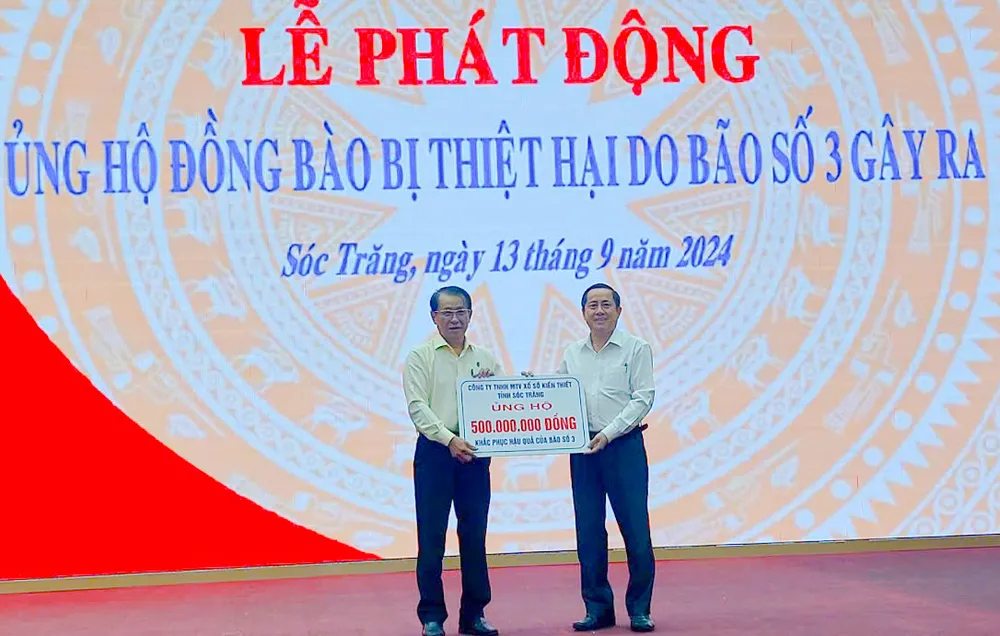 LỄ PHÁT ĐỘNG
ỦNG HỘ ĐỒNG BÀO BỊ THIỆT HẠI DO BÃO SỐ 3 GÂY RA
Sóc Trăng, ngày 13 tháng 9 năm 2024
CÔNG TY TNHH MTV XỔ SỐ KIẾN THIẾT
TỈNH SÓC TRĂNG
ỦNG HỘ
500.000.000 ĐỒNG
KHẮC PHỤC HẬU QUẢ CỦA BÃO SỐ 3